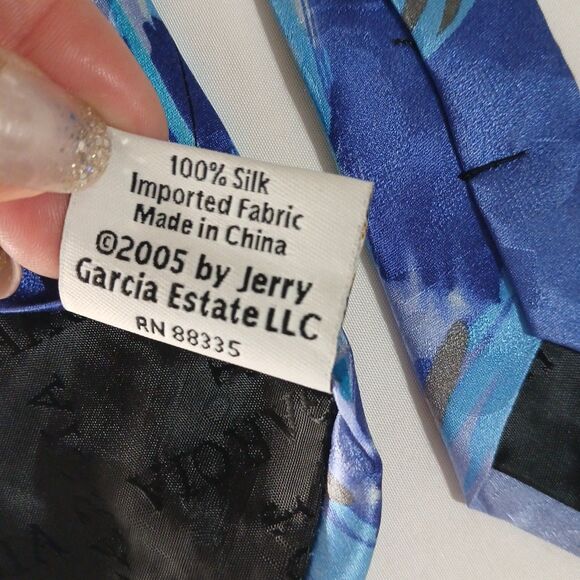 100% Silk
Imported Fabric
Made in China
©2005 by Jerry
Garcia Estate LLC
RN 88335